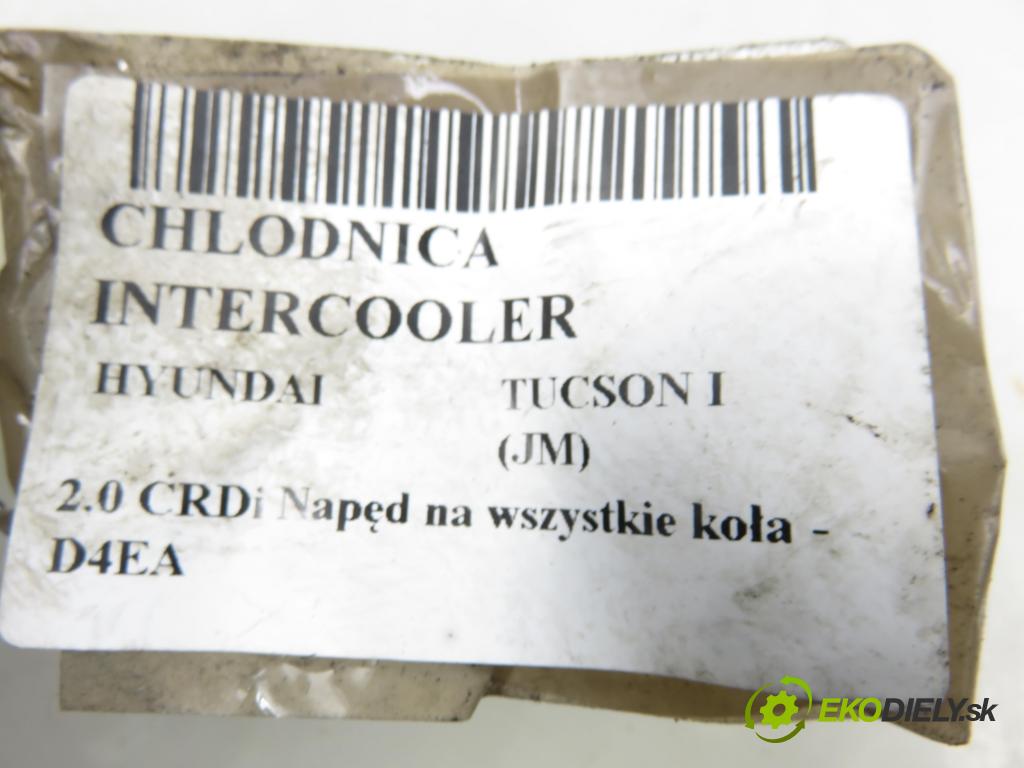 CHLODNICA
INTERCOOLER
HYUNDAI TUCSON I
(JM)
2.0 CRDi Napęd na wszystkie koła -
D4EA
EKODIELY.sk